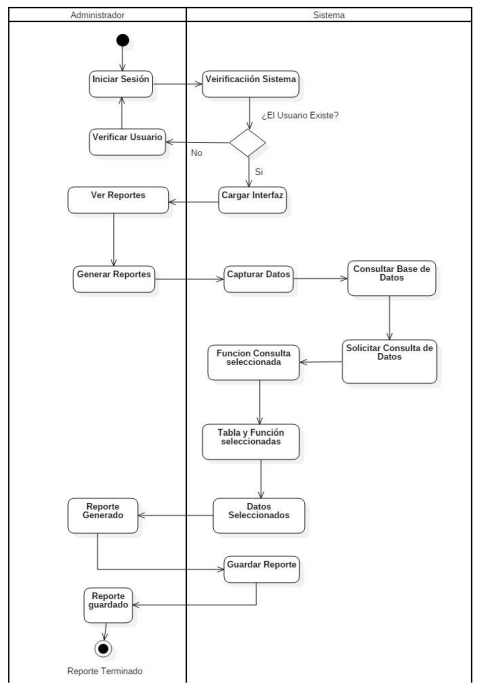 Administrador
Sistema
Iniciar Sesión
Veirificación Sistema
¿El Usuario Existe?
Verificar Usuario
No
Si
Ver Reportes
Cargar Interfaz
Generar Reportes
Capturar Datos
Consultar Base de
Datos
Funcion Consulta
seleccionada
Solicitar Consulta de
Datos
Tabla y Función
seleccionadas
Reporte
Generado
Datos
Seleccionados
Guardar Reporte
Reporte
guardado
Reporte Terminado